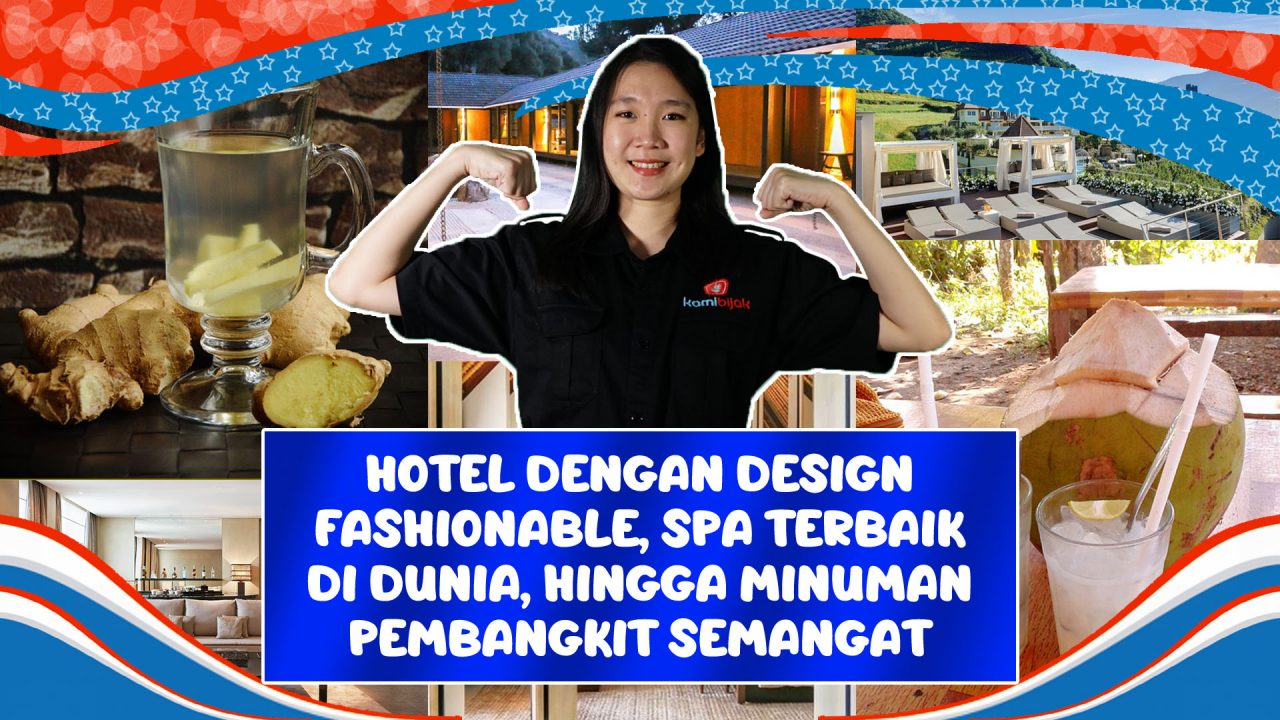 kamibijak
HOTEL DENGAN DESIGN
FASHIONABLE, SPA TERBAIK
DI DUNIA, HINGGA MINUMAN
PEMBANGKIT SEMANGAT